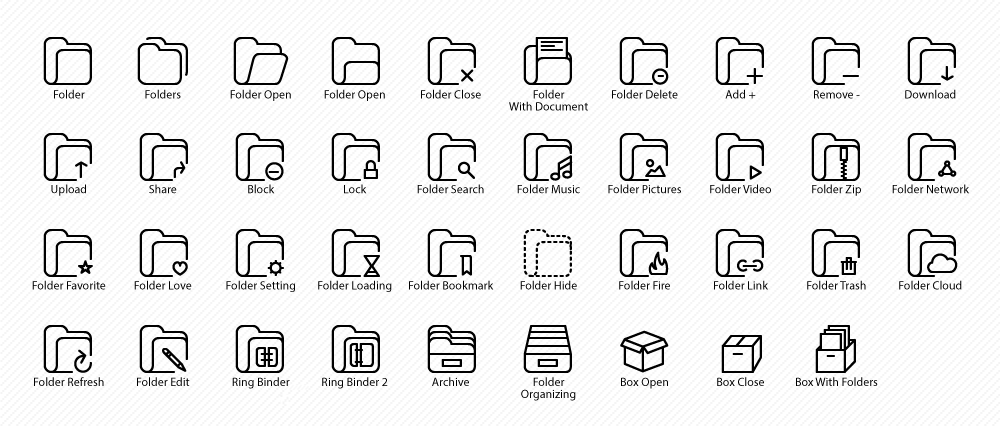 Folder
Folders
Folder Open
Folder Open
Folder Close
Folder
With Document
Folder Delete
Add +
Remove -
Download
Upload
Share
Block
Lock
Folder Search
Folder Music
Folder Pictures
Folder Video
Folder Zip
Folder Network
Folder Favorite
Folder Love
Folder Setting
Folder Loading
Folder Bookmark
Folder Hide
Folder Fire
Folder Link
Folder Trash
Folder Cloud
Folder Refresh
Folder Edit
Ring Binder
Ring Binder 2
Archive
Folder
Organizing
Box Open
Box Close
Box With Folders